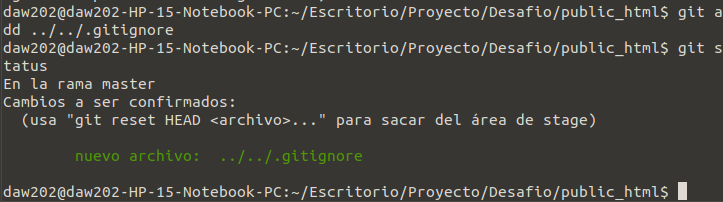 daw202@daw202-HP-15-Notebook-PC:~/Escritorio/Proyecto/Desafio/public_html$ git a
dd ../../.gitignore
daw202@daw202-HP-15-Notebook-PC:~/Escritorio/Proyecto/Desafio/public_html$ git s
tatus
En la rama master
Cambios a ser confirmados:
  (usa "git reset HEAD <archivo>..." para sacar del área de stage)

        nuevo archivo:  ../../.gitignore

daw202@daw202-HP-15-Notebook-PC:~/Escritorio/Proyecto/Desafio/public_html$